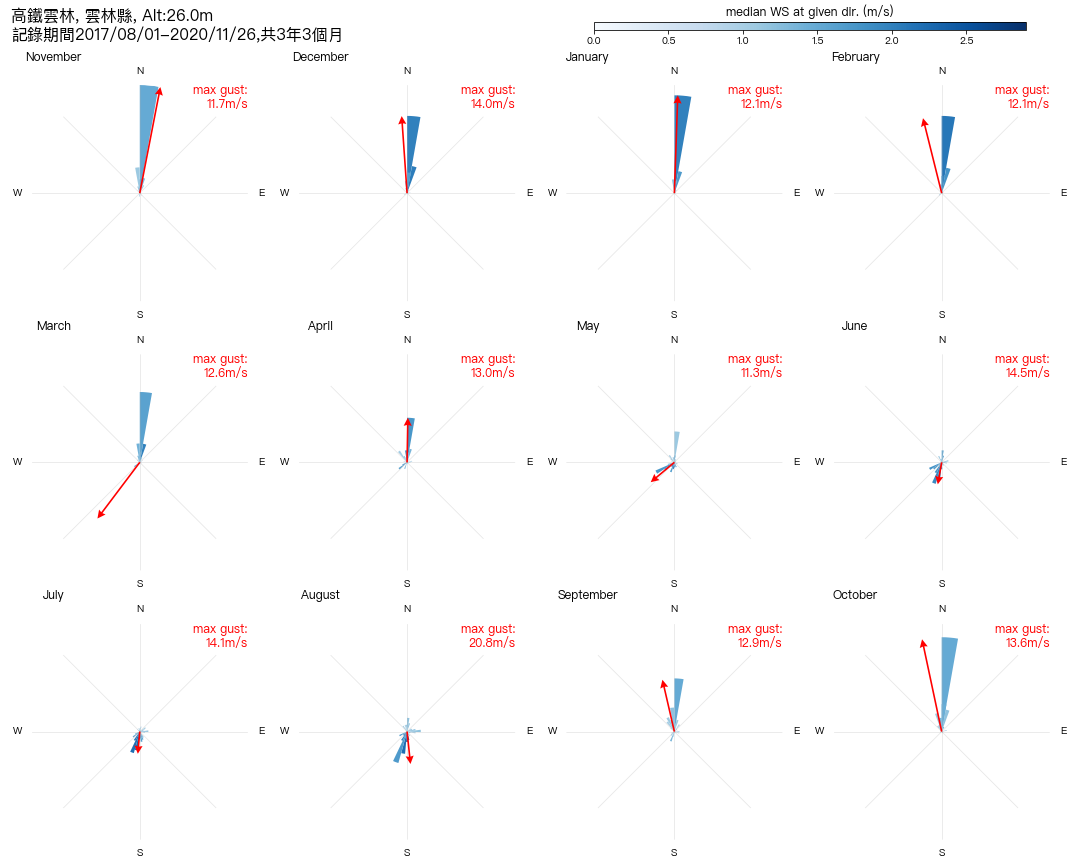 高鐵雲林, 雲林縣, Alt:26.0m
記錄期間2017/08/01-2020/11/26,共3年3個月
median WS at given dir. (m/s)
0.0 0.5 1.0 1.5 2.0 2.5
November
N
max gust:
11.7m/s
W E
S
December
N
max gust:
14.0m/s
W E
S
January
N
max gust:
12.1m/s
W E
S
February
N
max gust:
12.1m/s
W E
S
March
N
max gust:
12.6m/s
W E
S
April
N
max gust:
13.0m/s
W E
S
May
N
max gust:
11.3m/s
W E
S
June
N
max gust:
14.5m/s
W E
S
July
N
max gust:
14.1m/s
W E
S
August
N
max gust:
20.8m/s
W E
S
September
N
max gust:
12.9m/s
W E
S
October
N
max gust:
13.6m/s
W E
S